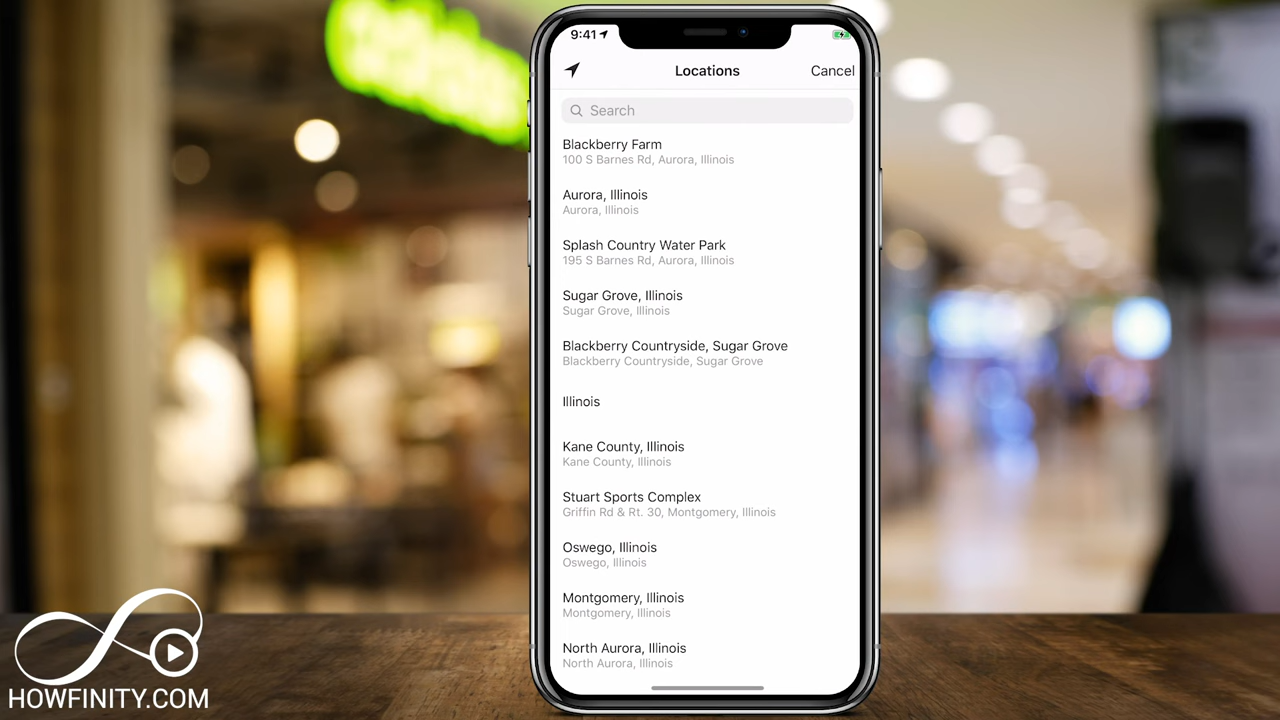 9:41
Locations
Cancel
Search
Blackberry Farm
100 S Barnes Rd, Aurora, Illinois
Aurora, Illinois
Aurora, Illinois
Splash Country Water Park
195 S Barnes Rd, Aurora, Illinois
Sugar Grove, Illinois
Sugar Grove, Illinois
Blackberry Countryside, Sugar Grove
Blackberry Countryside, Sugar Grove
Illinois
Kane County, Illinois
Kane County, Illinois
Stuart Sports Complex
Griffin Rd & Rt. 30, Montgomery, Illinois
Oswego, Illinois
Oswego, Illinois
Montgomery, Illinois
Montgomery, Illinois
North Aurora, Illinois
North Aurora, Illinois
HOWFINITY.COM